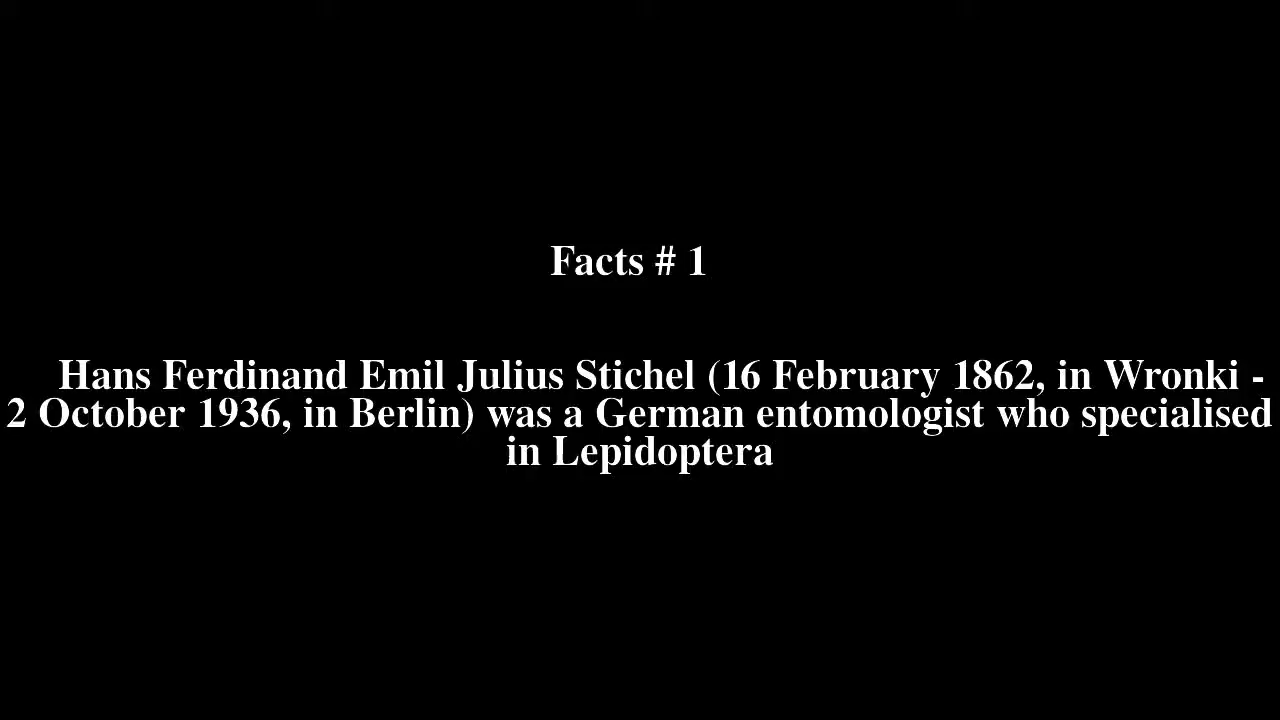 Facts # 1
Hans Ferdinand Emil Julius Stichel (16 February 1862, in Wronki -
2 October 1936, in Berlin) was a German entomologist who specialised
in Lepidoptera